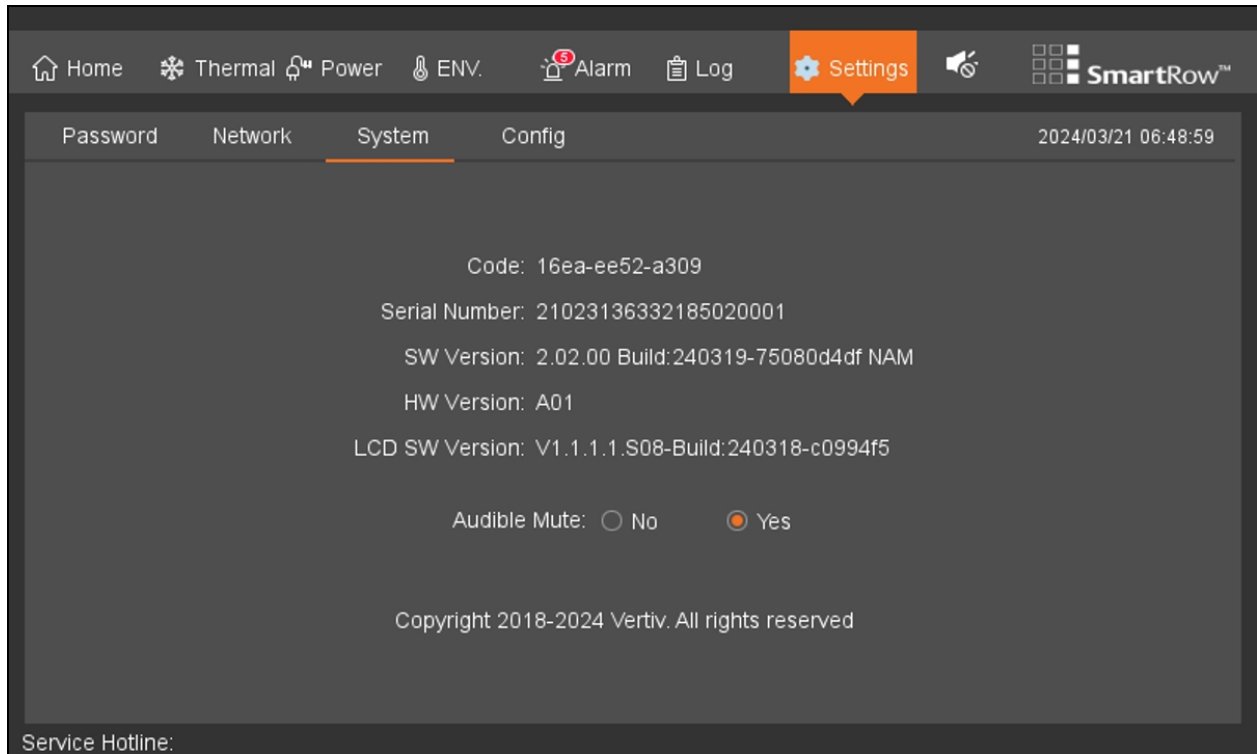 Home Thermal Power ENV. 5 Alarm Log Settings SmartRow™
Password Network System Config 2024/03/21 06:48:59
Code: 16ea-ee52-a309
Serial Number: 21023136332185020001
SW Version: 2.02.00 Build:240319-75080d4df NAM
HW Version: A01
LCD SW Version: V1.1.1.1.S08-Build:240318-c0994f5
Audible Mute: No Yes
Copyright 2018-2024 Vertiv. All rights reserved
Service Hotline: